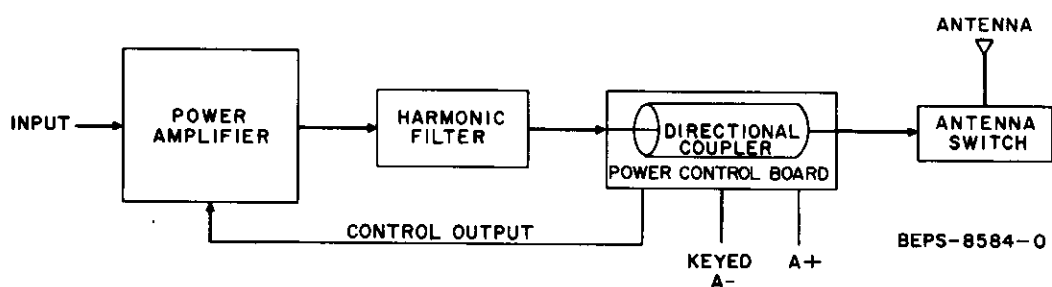 ANTENNA
INPUT
POWER
AMPLIFIER
HARMONIC
FILTER
DIRECTIONAL
COUPLER
POWER CONTROL BOARD
ANTENNA
SWITCH
CONTROL OUTPUT
KEYED
A-
A+
BEPS-8584-0